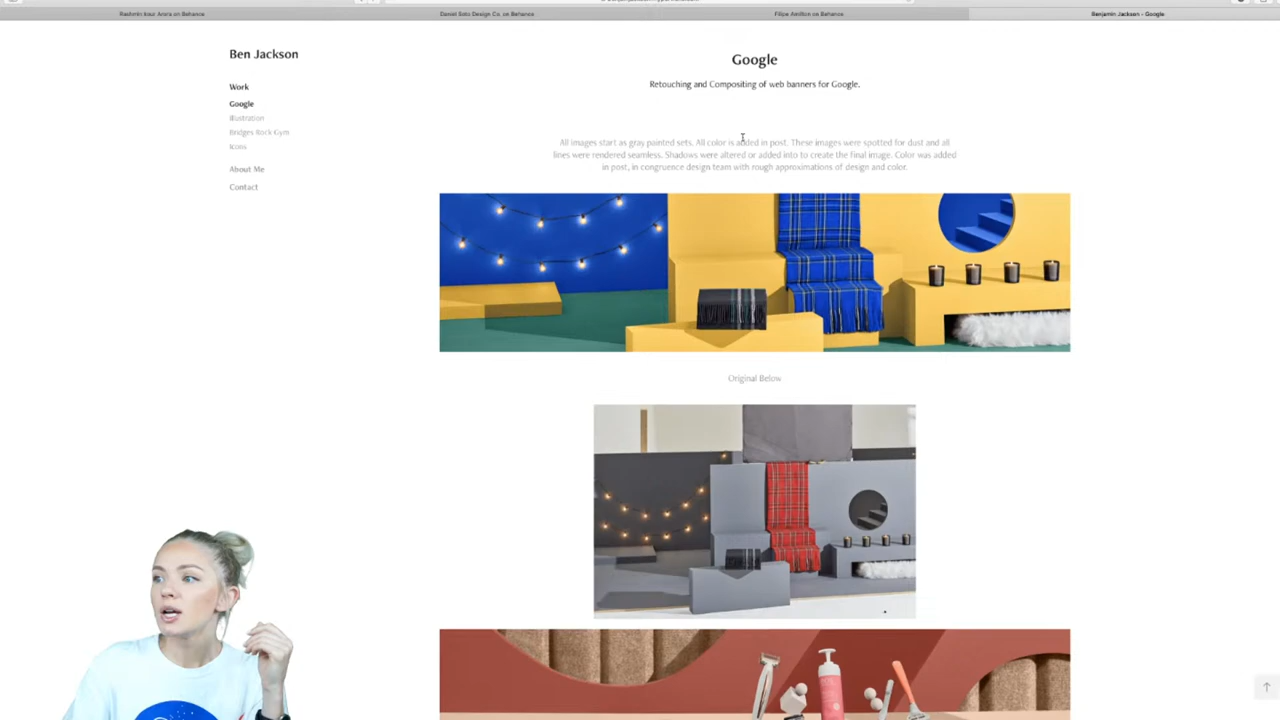 Rashmin kour Arora on Behance
Daniel Soto Design Co. on Behance
Filipe Amillon on Behance
Benjamin Jackson - Google
Ben Jackson
Work
Google
Illustration
Bridges Rock Gym
Icons
About Me
Contact
Google
Retouching and Compositing of web banners for Google.
All images start as gray painted sets. All color is added in post. These images were spotted for dust and all
lines were rendered seamless. Shadows were altered or added into to create the final image. Color was added
in post, in congruence design team with rough approximations of design and color.
Original Below